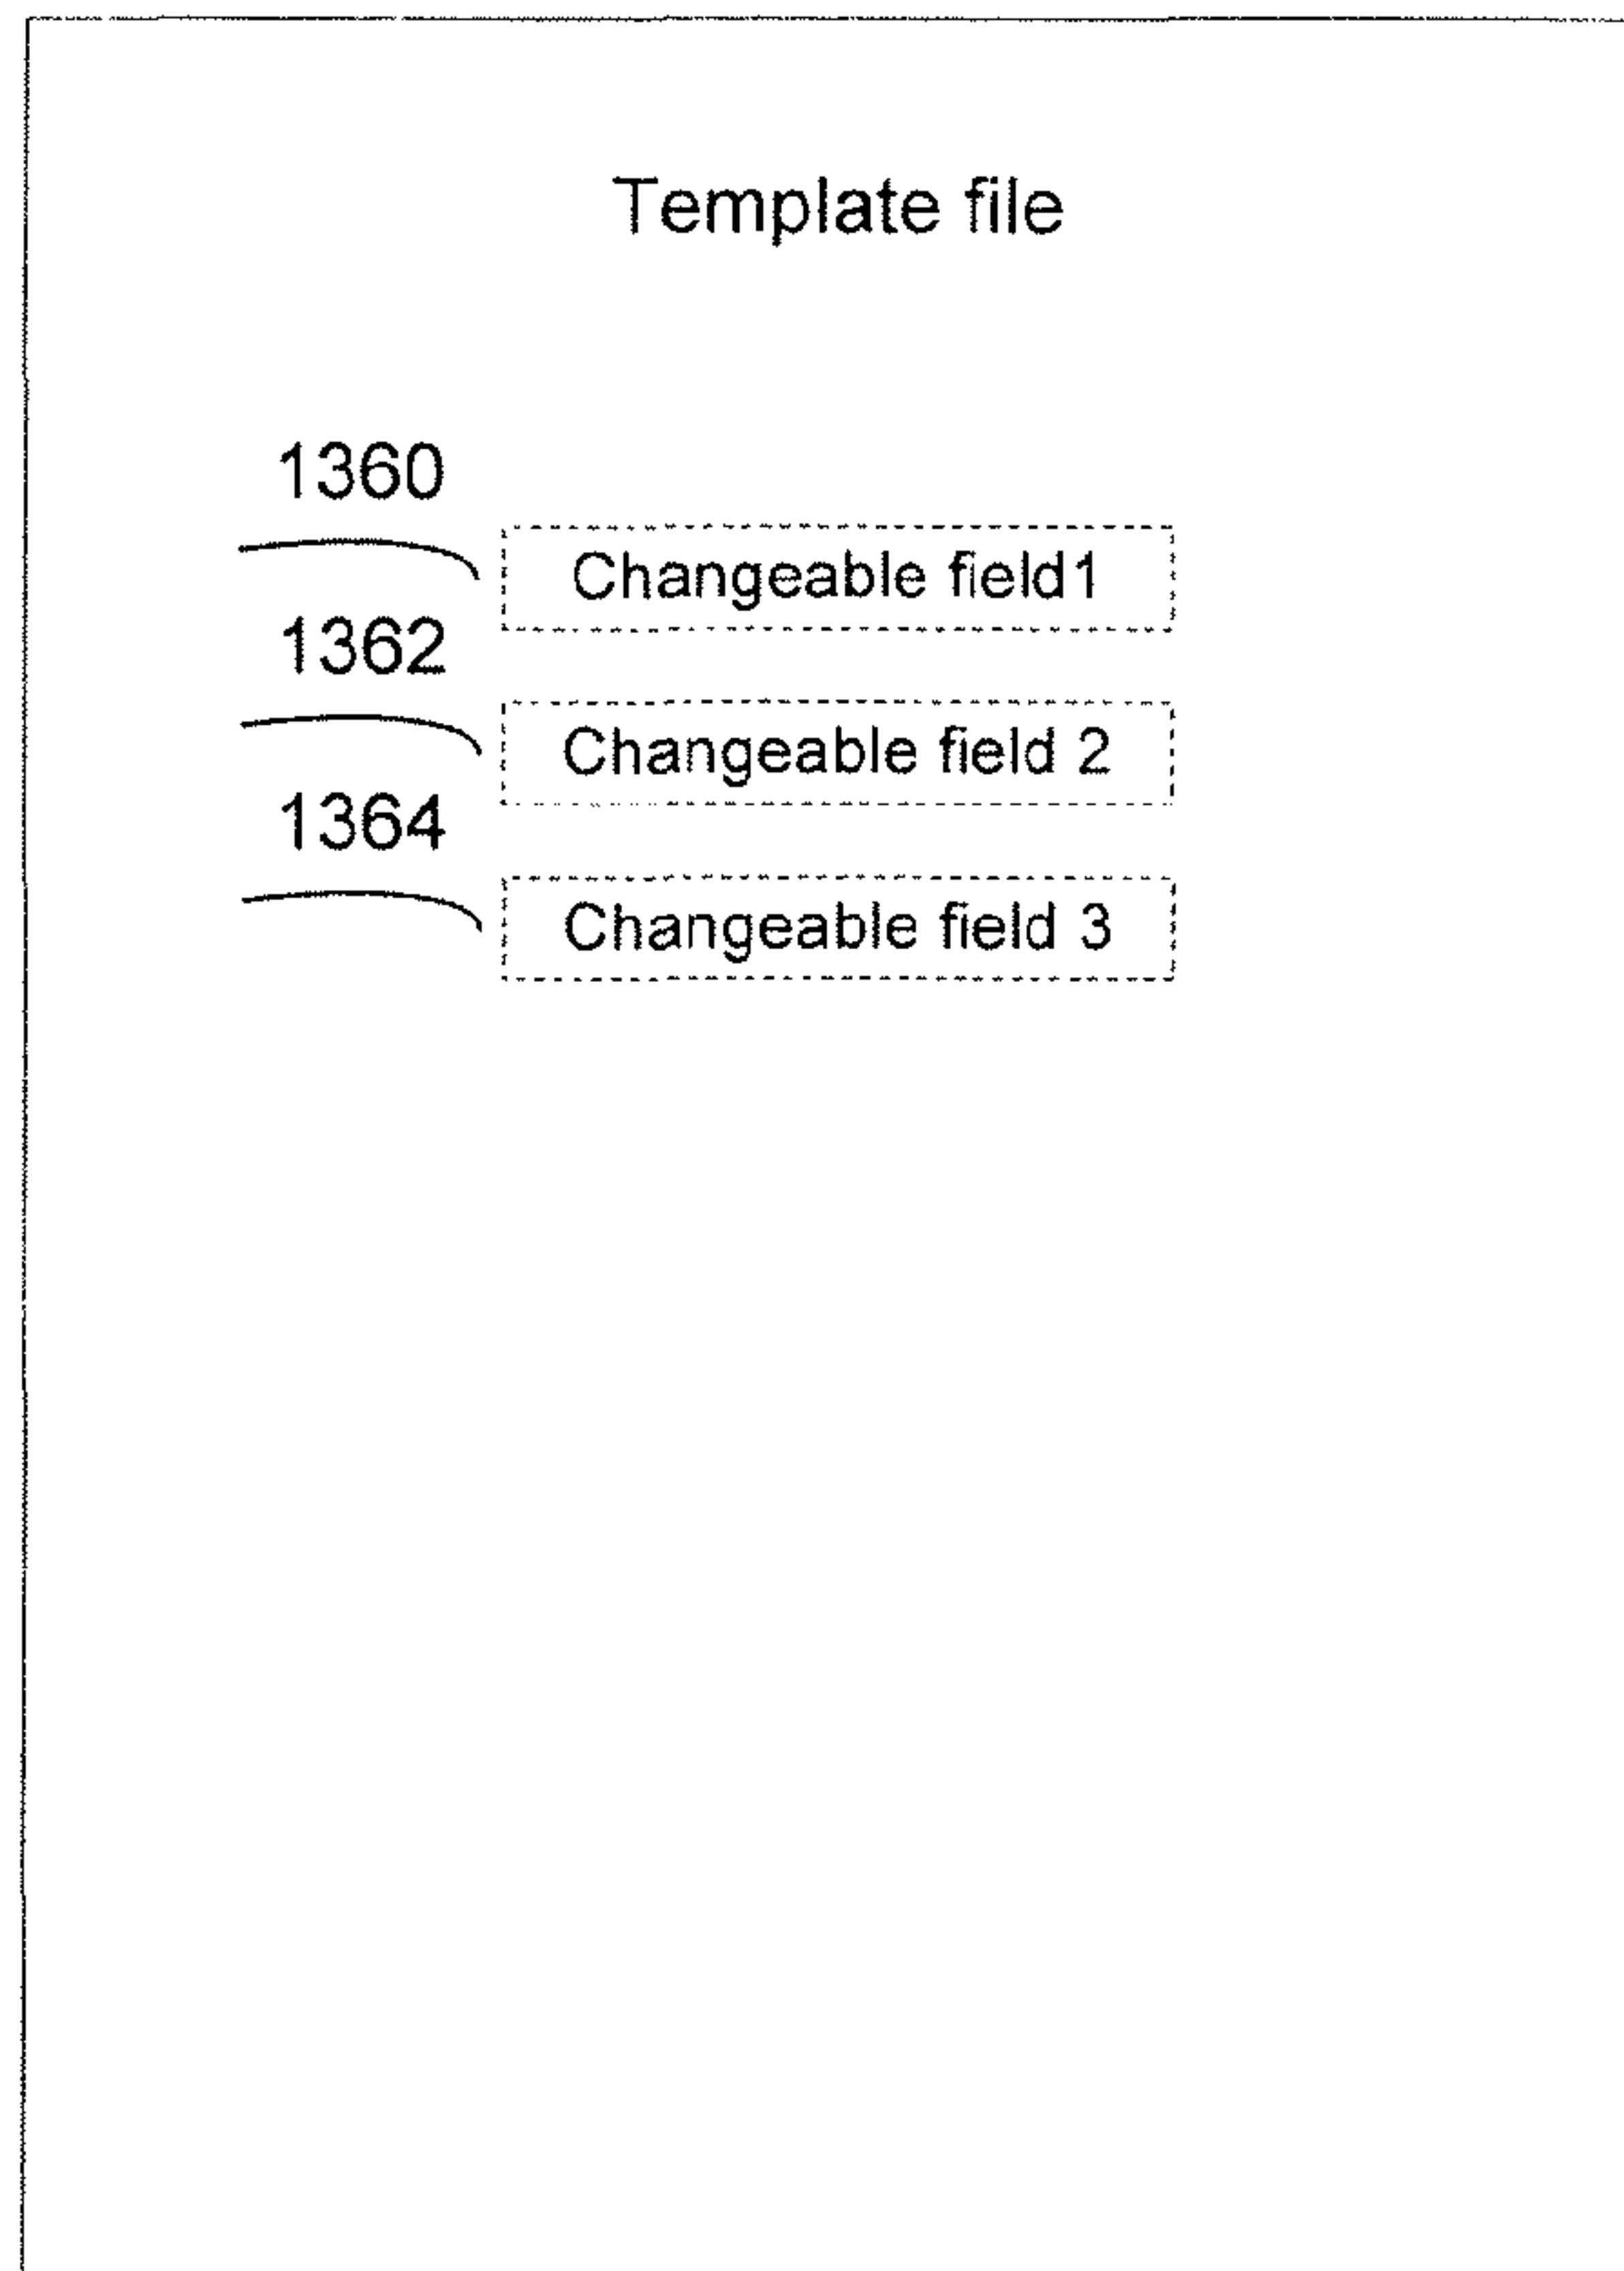 Template file
1360
Changeable field1
1362
Changeable field 2
1364
Changeable field 3